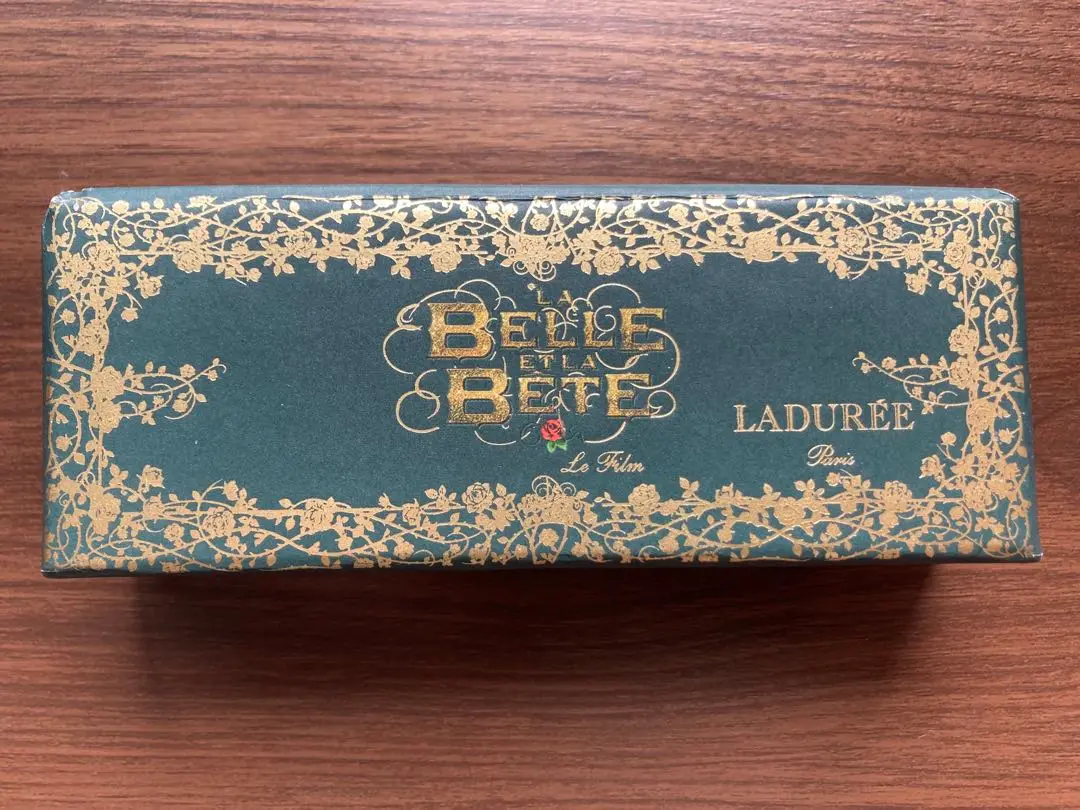 LA
BELLE
ET LA
BETE
Le Film
LADURÉE
Paris